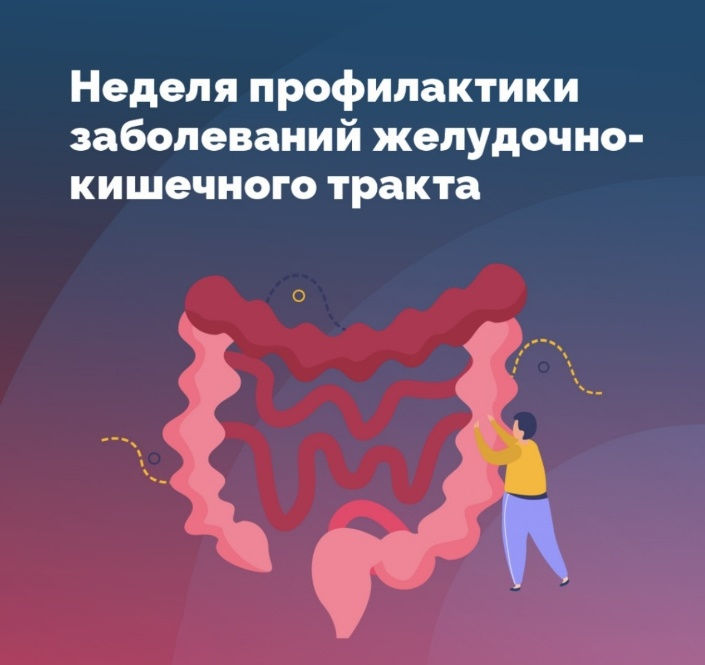 Неделя профилактики
заболеваний желудочно-
кишечного тракта